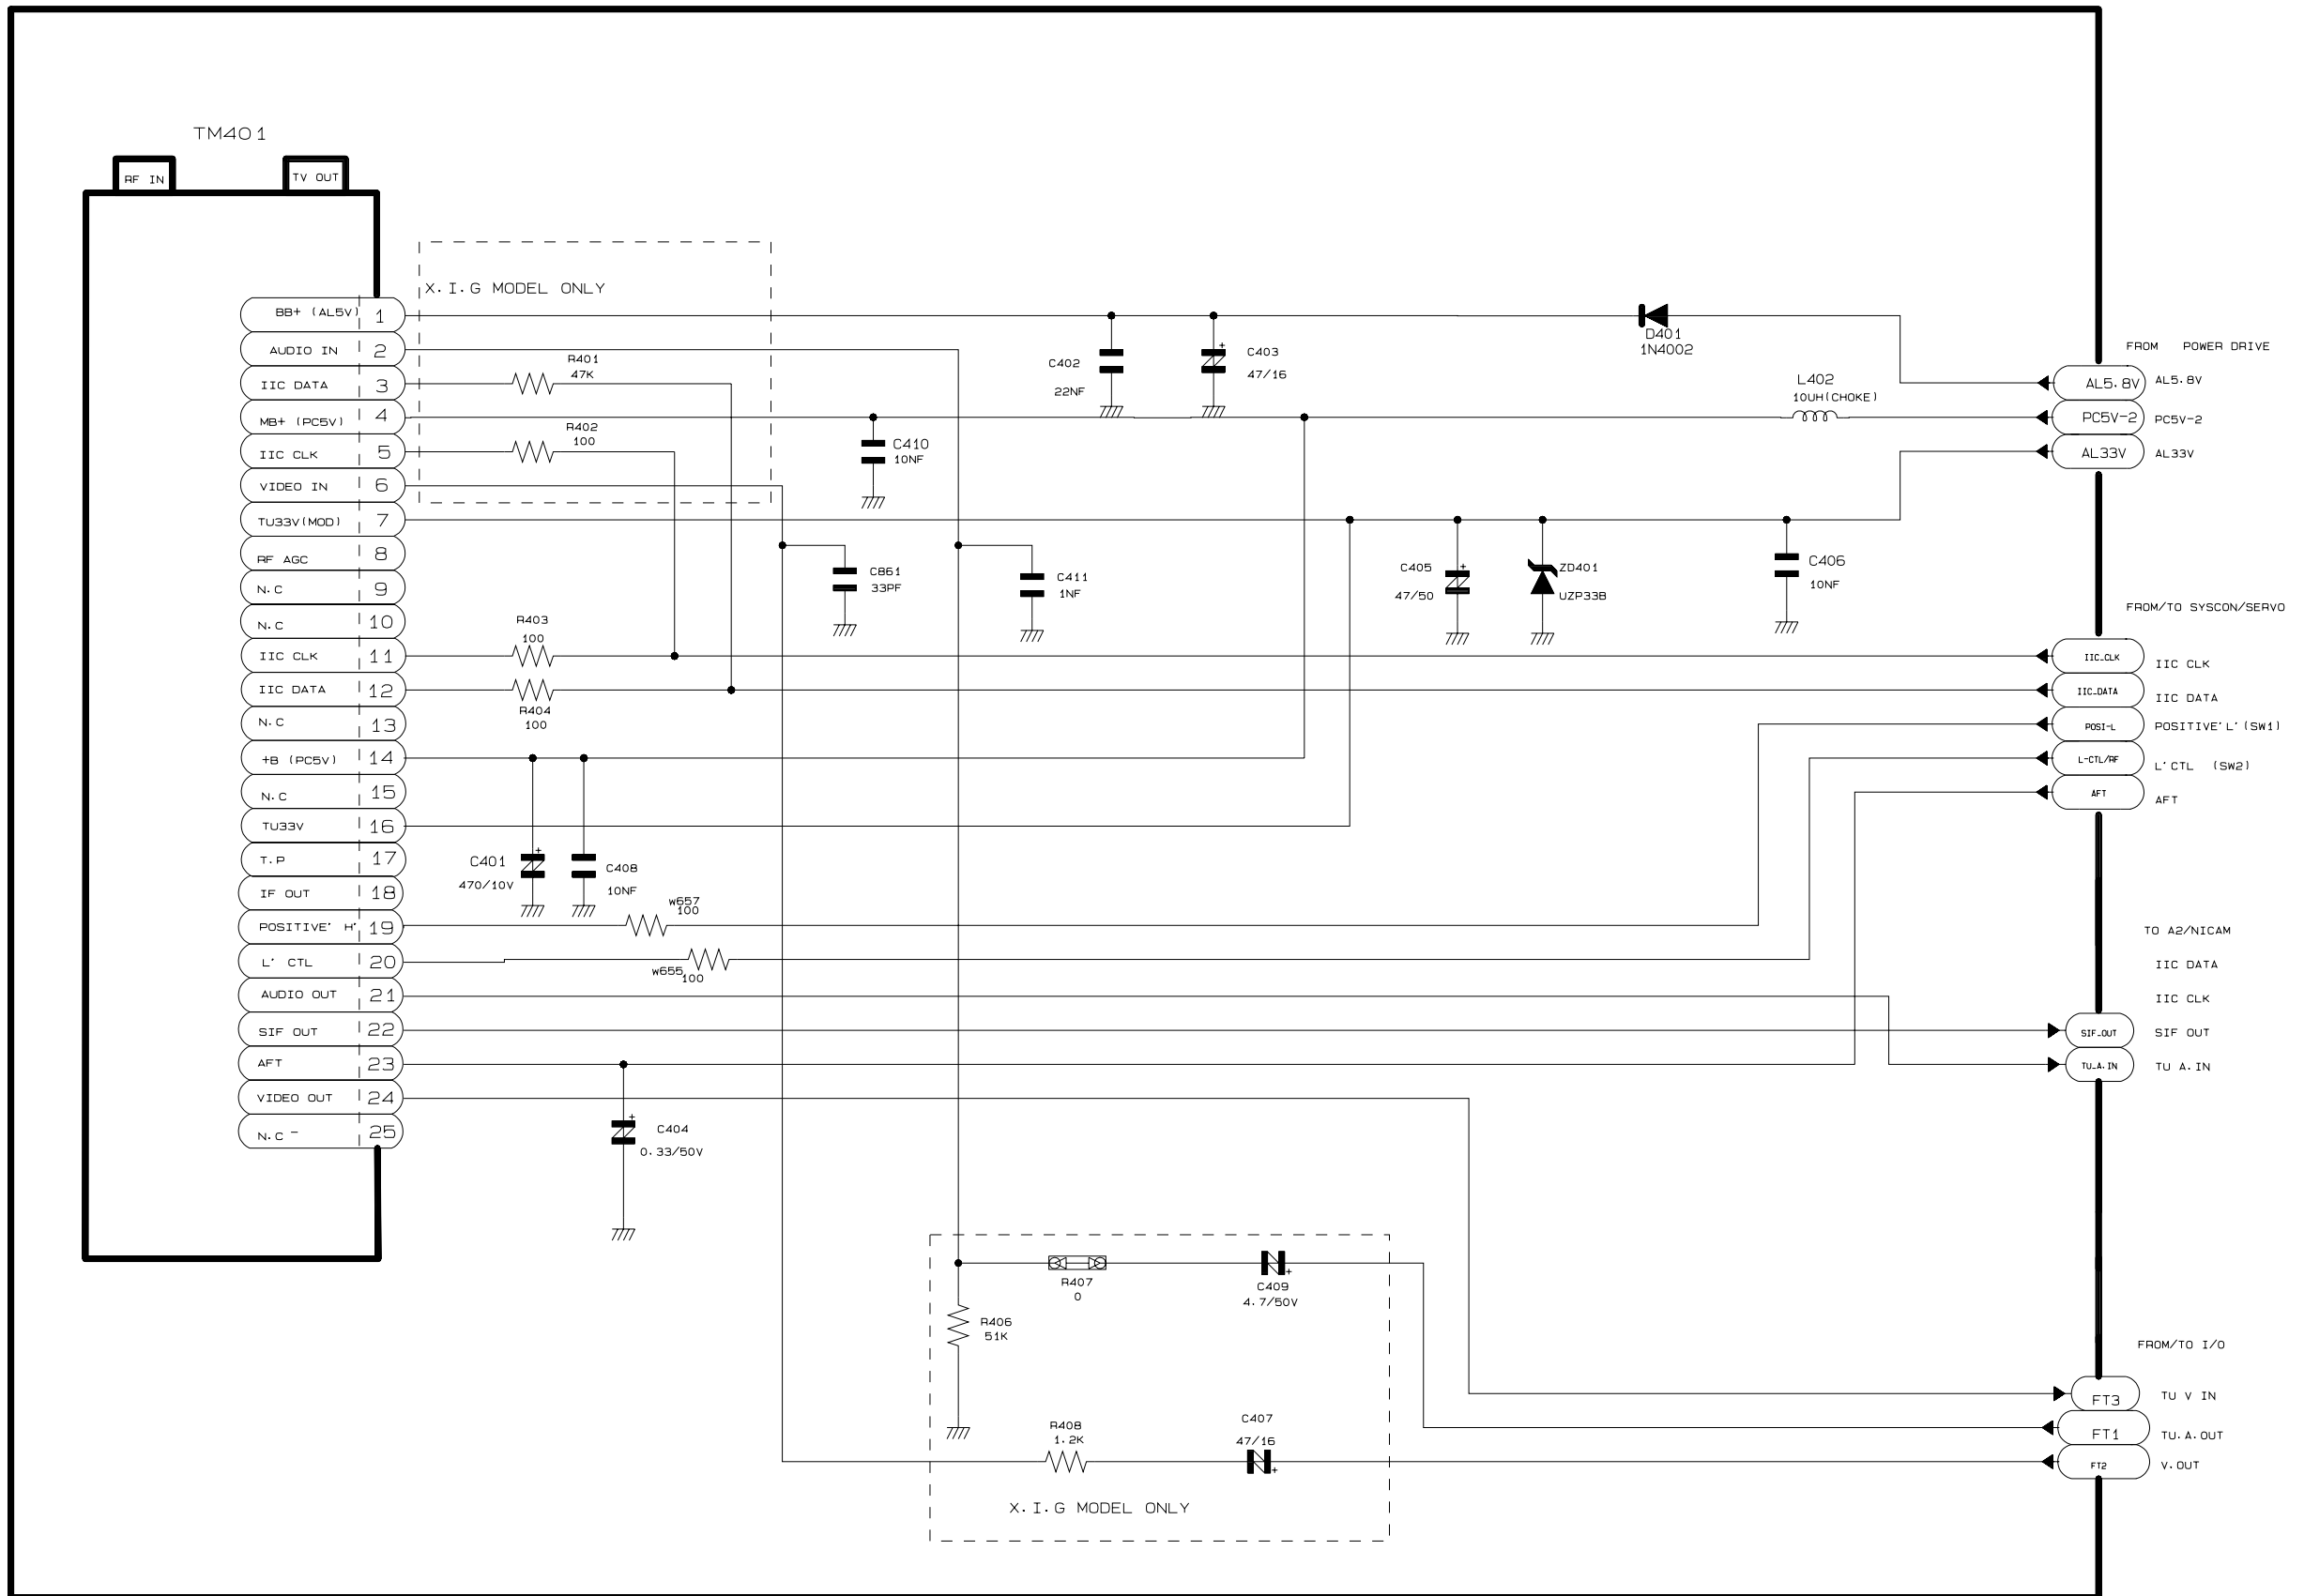 TM401
RF IN
TV OUT
X.I.G MODEL ONLY
BB+ (AL5V) 1
AUDIO IN 2
IIC DATA 3
MB+ (PC5V) 4
IIC CLK 5
VIDEO IN 6
TU33V(MOD) 7
RF AGC 8
N.C 9
N.C 10
IIC CLK 11
IIC DATA 12
N.C 13
+B (PC5V) 14
N.C 15
TU33V 16
T.P 17
IF OUT 18
POSITIVE' H' 19
L' CTL 20
AUDIO OUT 21
SIF OUT 22
AFT 23
VIDEO OUT 24
N.C - 25
R401
47K
R402
100
R403
100
R404
100
C402
22NF
+
C403
47/16
D401
1N4002
L402
10UH(CHOKE)
C410
10NF
C861
33PF
C411
1NF
C405
+
47/50
ZD401
UZP33B
C406
10NF
C401
+
470/10V
C408
10NF
W657
100
W655
100
+
C404
0.33/50V
R407
0
C409
+
4.7/50V
R406
51K
R408
1.2K
C407
47/16
+
X.I.G MODEL ONLY
FROM POWER DRIVE
AL5.8V AL5.8V
PC5V-2 PC5V-2
AL33V AL33V
FROM/TO SYSCON/SERVO
IIC_CLK IIC CLK
IIC_DATA IIC DATA
POSI-L POSITIVE'L'(SW1)
L-CTL/RF L'CTL (SW2)
AFT AFT
TO A2/NICAM
IIC DATA
IIC CLK
SIF_OUT SIF OUT
TU_A.IN TU A.IN
FROM/TO I/O
FT3 TU V IN
FT1 TU.A.OUT
FT2 V.OUT